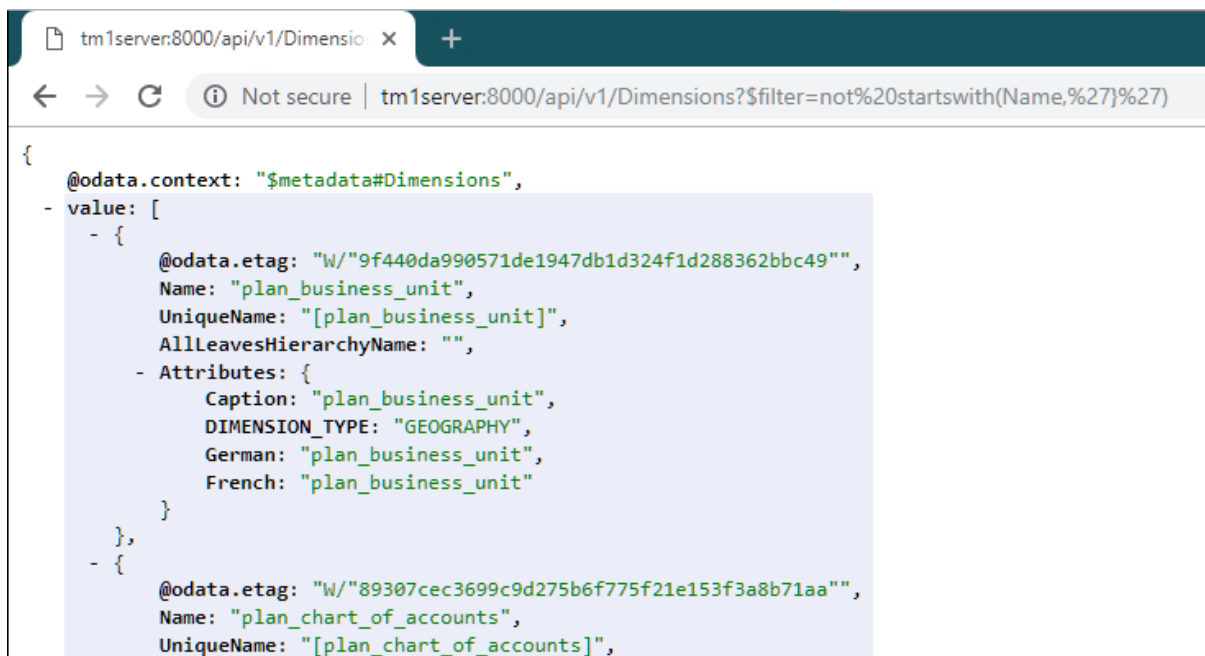 tm1server:8000/api/v1/Dimensio
Not secure | tm1server:8000/api/v1/Dimensions?$filter=not%20startswith(Name,%27}%27)
{
@odata.context: "$metadata#Dimensions",
- value: [
- {
@odata.etag: "W/"9f440da990571de1947db1d324f1d288362bbc49"",
Name: "plan_business_unit",
UniqueName: "[plan_business_unit]",
AllLeavesHierarchyName: "",
- Attributes: {
Caption: "plan_business_unit",
DIMENSION_TYPE: "GEOGRAPHY",
German: "plan_business_unit",
French: "plan_business_unit"
}
},
- {
@odata.etag: "W/"89307cec3699c9d275b6f775f21e153f3a8b71aa"",
Name: "plan_chart_of_accounts",
UniqueName: "[plan_chart_of_accounts]",